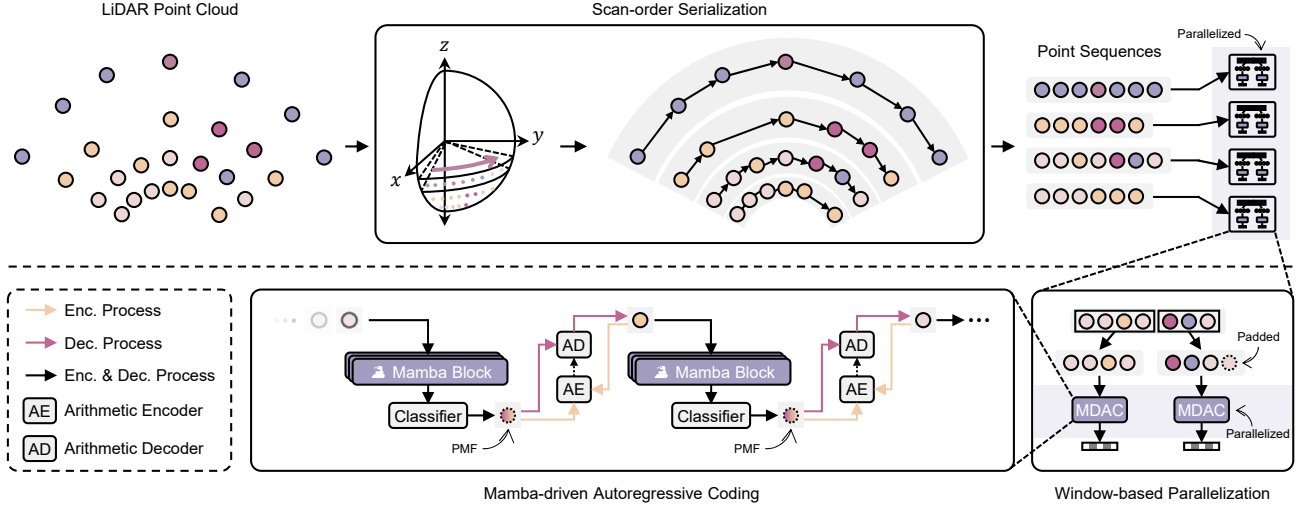 LiDAR Point Cloud
Scan-order Serialization
z
y
x
Point Sequences
Parallelized
Enc. Process
Dec. Process
Enc. & Dec. Process
AE Arithmetic Encoder
AD Arithmetic Decoder
Mamba Block
Classifier
PMF
AD
AE
Mamba Block
Classifier
PMF
AD
AE
Padded
MDAC
MDAC
Parallelized
Mamba-driven Autoregressive Coding
Window-based Parallelization